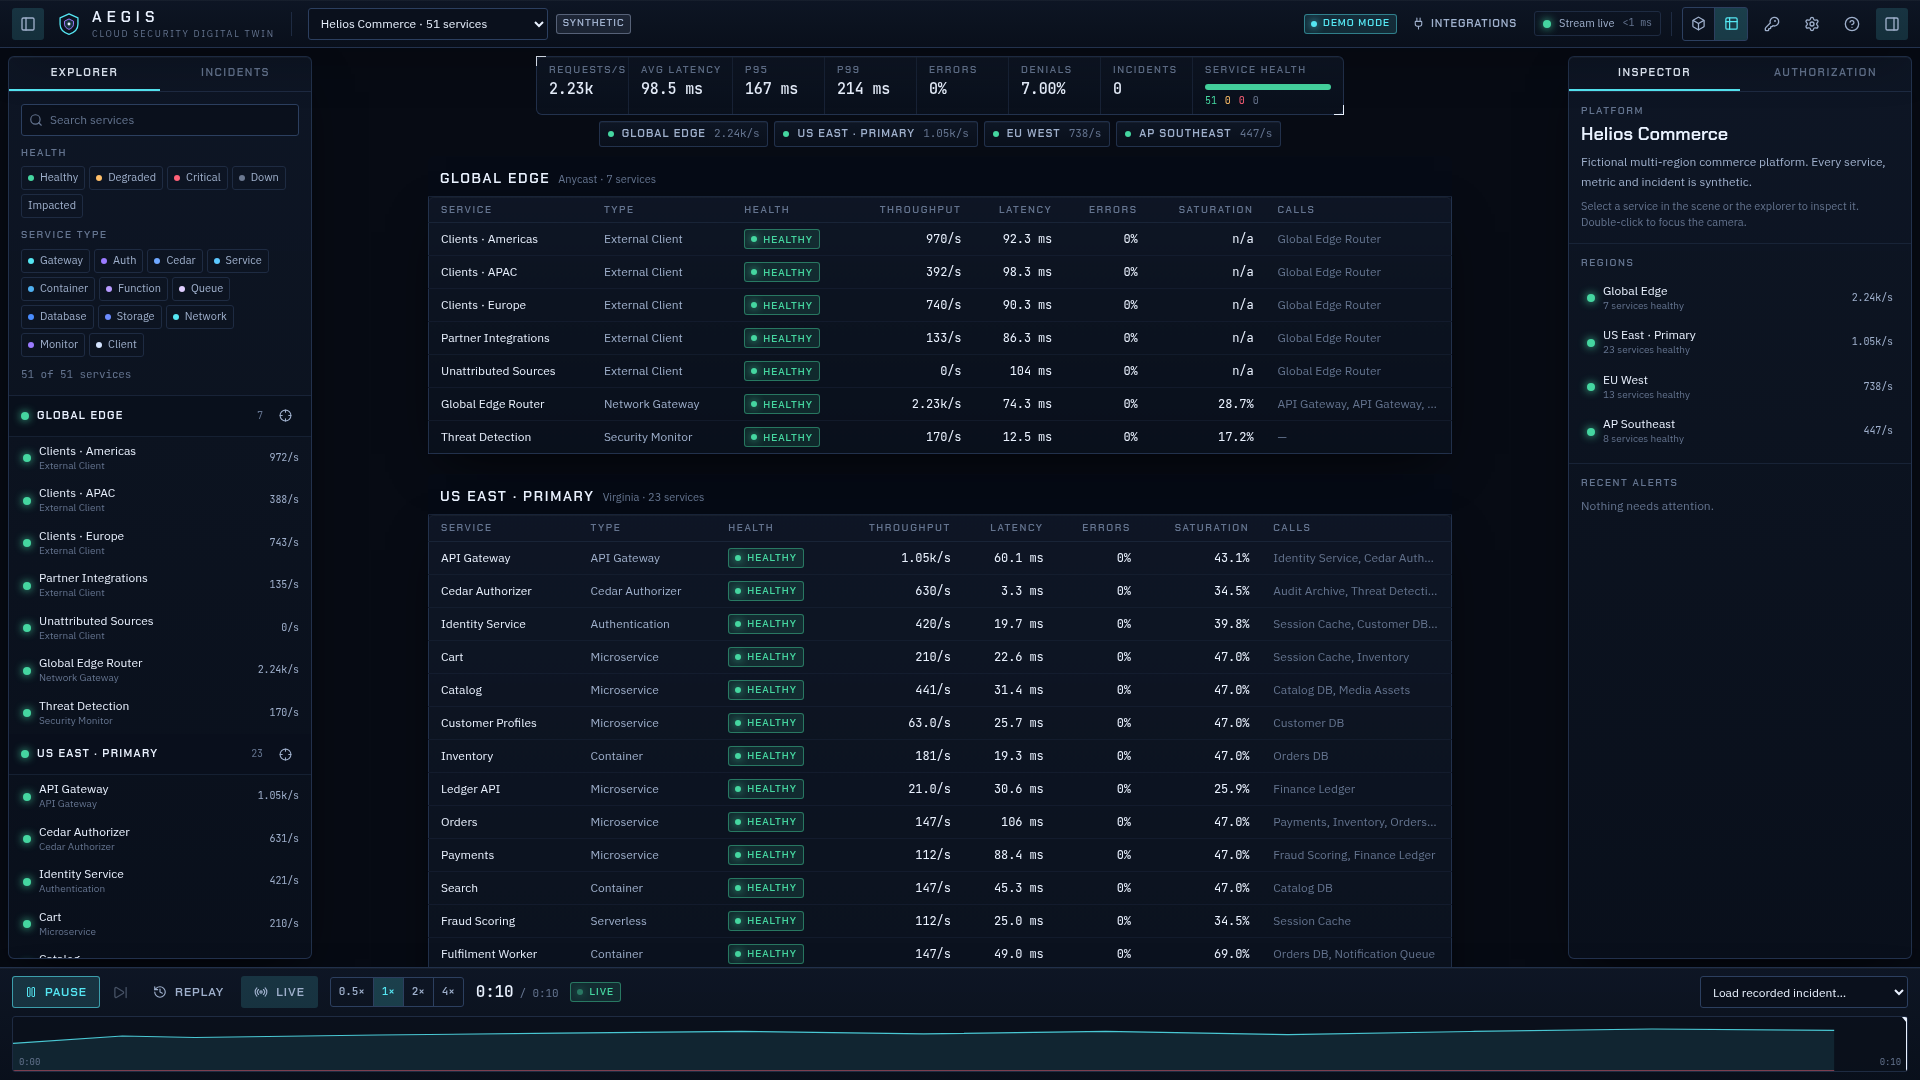 AEGIS
CLOUD SECURITY DIGITAL TWIN
Helios Commerce · 51 services
SYNTHETIC
DEMO MODE
INTEGRATIONS
Stream live <1 ms
EXPLORER
INCIDENTS
Search services
HEALTH
Healthy
Degraded
Critical
Down
Impacted
SERVICE TYPE
Gateway
Auth
Cedar
Service
Container
Function
Queue
Database
Storage
Network
Monitor
Client
51 of 51 services
GLOBAL EDGE 7
Clients · Americas 972/s
External Client
Clients · APAC 388/s
External Client
Clients · Europe 743/s
External Client
Partner Integrations 135/s
External Client
Unattributed Sources 0/s
External Client
Global Edge Router 2.24k/s
Network Gateway
Threat Detection 170/s
Security Monitor
US EAST · PRIMARY 23
API Gateway 1.05k/s
API Gateway
Cedar Authorizer 631/s
Cedar Authorizer
Identity Service 421/s
Authentication
Cart 210/s
Microservice
REQUESTS/S AVG LATENCY P95 P99 ERRORS DENIALS INCIDENTS SERVICE HEALTH
2.23k 98.5 ms 167 ms 214 ms 0% 7.00% 0
51 0 0 0
GLOBAL EDGE 2.24k/s
US EAST · PRIMARY 1.05k/s
EU WEST 738/s
AP SOUTHEAST 447/s
GLOBAL EDGE Anycast · 7 services
SERVICE TYPE HEALTH THROUGHPUT LATENCY ERRORS SATURATION CALLS
Clients · Americas External Client HEALTHY 970/s 92.3 ms 0% n/a Global Edge Router
Clients · APAC External Client HEALTHY 392/s 98.3 ms 0% n/a Global Edge Router
Clients · Europe External Client HEALTHY 740/s 90.3 ms 0% n/a Global Edge Router
Partner Integrations External Client HEALTHY 133/s 86.3 ms 0% n/a Global Edge Router
Unattributed Sources External Client HEALTHY 0/s 104 ms 0% n/a Global Edge Router
Global Edge Router Network Gateway HEALTHY 2.23k/s 74.3 ms 0% 28.7% API Gateway, API Gateway, ...
Threat Detection Security Monitor HEALTHY 170/s 12.5 ms 0% 17.2% —
US EAST · PRIMARY Virginia · 23 services
SERVICE TYPE HEALTH THROUGHPUT LATENCY ERRORS SATURATION CALLS
API Gateway API Gateway HEALTHY 1.05k/s 60.1 ms 0% 43.1% Identity Service, Cedar Auth...
Cedar Authorizer Cedar Authorizer HEALTHY 630/s 3.3 ms 0% 34.5% Audit Archive, Threat Detecti...
Identity Service Authentication HEALTHY 420/s 19.7 ms 0% 39.8% Session Cache, Customer DB...
Cart Microservice HEALTHY 210/s 22.6 ms 0% 47.0% Session Cache, Inventory
Catalog Microservice HEALTHY 441/s 31.4 ms 0% 47.0% Catalog DB, Media Assets
Customer Profiles Microservice HEALTHY 63.0/s 25.7 ms 0% 47.0% Customer DB
Inventory Container HEALTHY 181/s 19.3 ms 0% 47.0% Orders DB
Ledger API Microservice HEALTHY 21.0/s 30.6 ms 0% 25.9% Finance Ledger
Orders Microservice HEALTHY 147/s 106 ms 0% 47.0% Payments, Inventory, Orders...
Payments Microservice HEALTHY 112/s 88.4 ms 0% 47.0% Fraud Scoring, Finance Ledger
Search Container HEALTHY 147/s 45.3 ms 0% 47.0% Catalog DB
Fraud Scoring Serverless HEALTHY 112/s 25.0 ms 0% 34.5% Session Cache
Fulfilment Worker Container HEALTHY 147/s 49.0 ms 0% 69.0% Orders DB, Notification Queue
INSPECTOR
AUTHORIZATION
PLATFORM
Helios Commerce
Fictional multi-region commerce platform. Every service,
metric and incident is synthetic.
Select a service in the scene or the explorer to inspect it.
Double-click to focus the camera.
REGIONS
Global Edge 2.24k/s
7 services healthy
US East · Primary 1.05k/s
23 services healthy
EU West 738/s
13 services healthy
AP Southeast 447/s
8 services healthy
RECENT ALERTS
Nothing needs attention.
PAUSE
REPLAY
LIVE
0.5× 1× 2× 4×
0:10 / 0:10
LIVE
Load recorded incident...
0:00
0:10